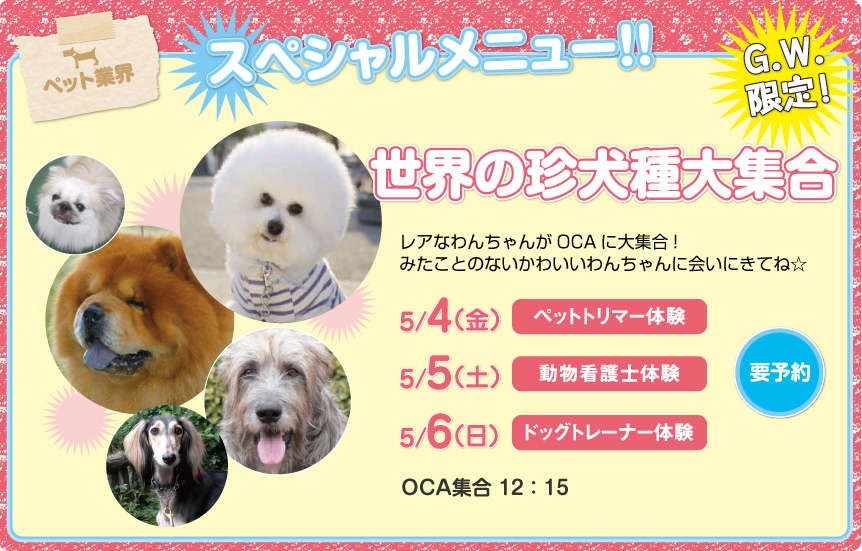 ペット業界
スペシャルメニュー!!
G.W.
限定!
世界の珍犬種大集合
レアなわんちゃんがOCAに大集合!
みたことのないかわいいわんちゃんに会いにきてね☆
5/4(金) ペットトリマー体験
5/5(土) 動物看護士体験
5/6(日) ドッグトレーナー体験
要予約
OCA集合 12:15